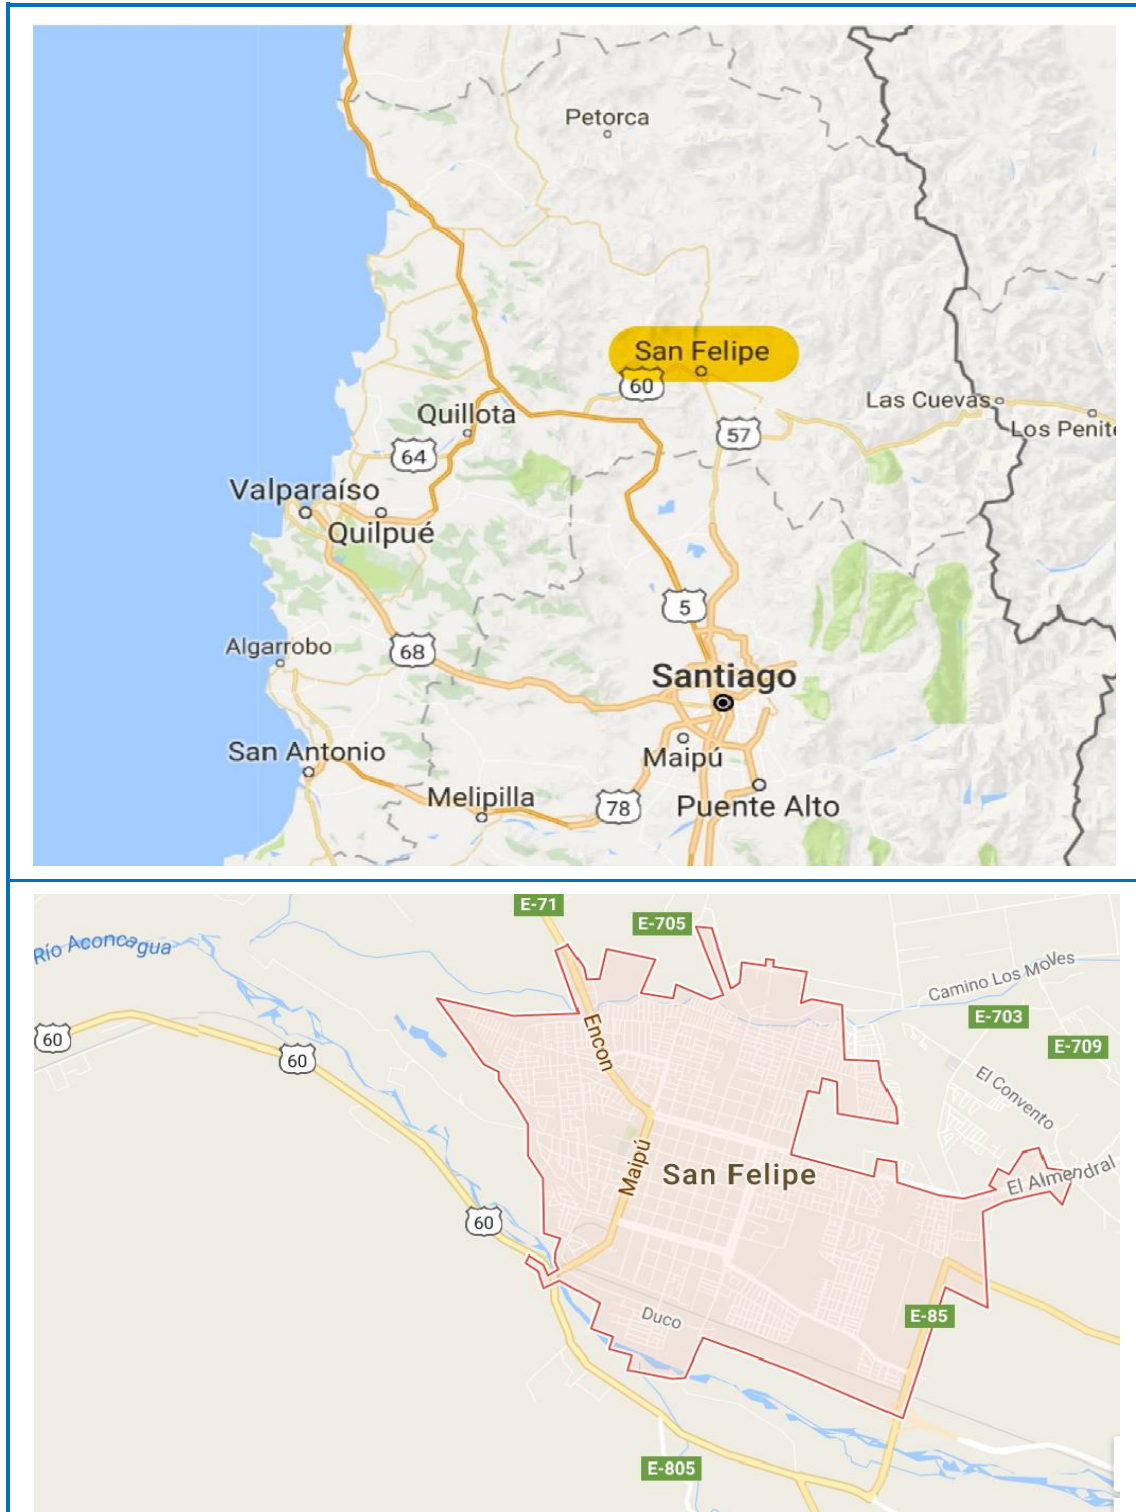 Petorca
San Felipe
60
Las Cuevas
Quillota
57
Los Penite
64
Valparaíso
Quilpué
5
Algarrobo
68
Santiago
San Antonio
Maipú
Melipilla
78
Puente Alto
E-71
E-705
Río Aconcagua
Camino Los Molles
E-703
60
E-709
60
Encon
El Convento
Maipú
San Felipe
El Almendral
60
Duco
E-85
E-805